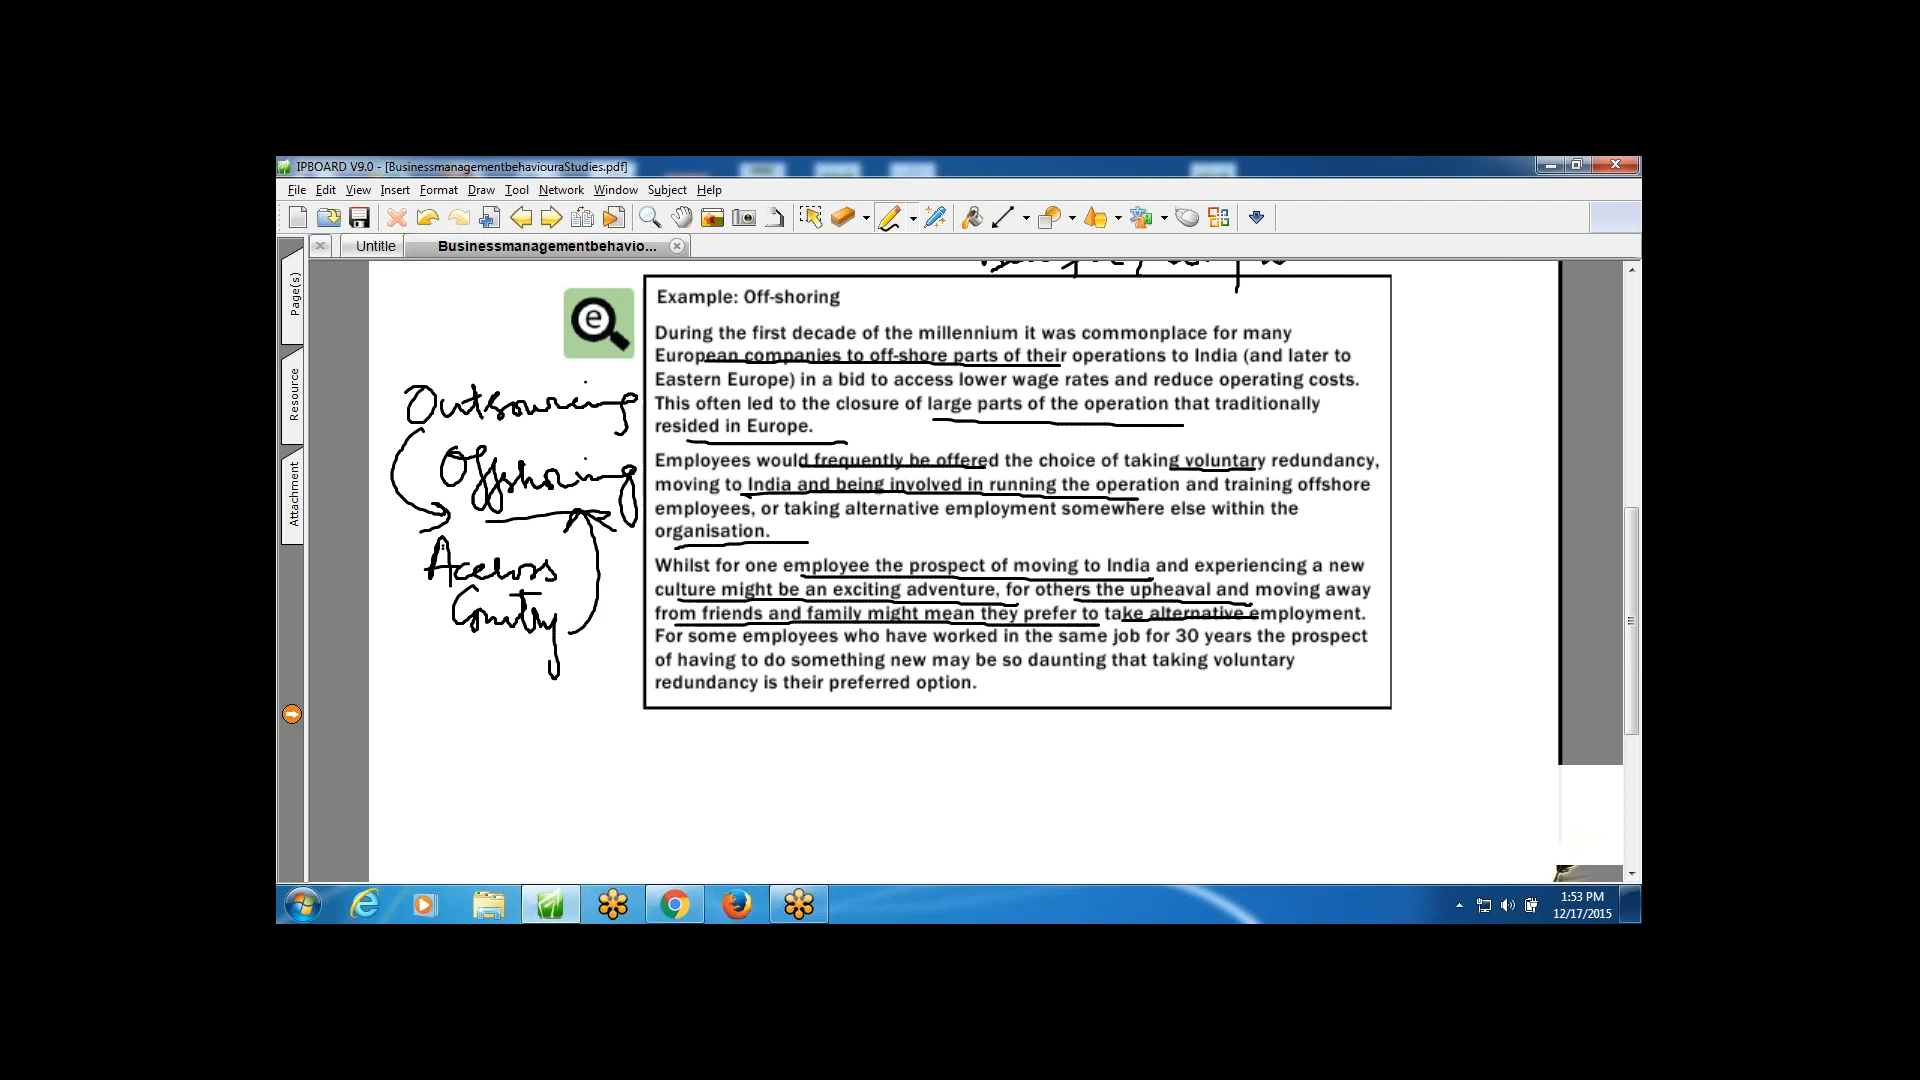 IPBOARD V9.0 - [BusinessmanagementbehaviouraStudies.pdf]
File Edit View Insert Format Draw Tool Network Window Subject Help
Untitle Businessmanagementbehavio...
Page(s)
Resource
Attachment
Example: Off-shoring
During the first decade of the millennium it was commonplace for many
European companies to off-shore parts of their operations to India (and later to
Eastern Europe) in a bid to access lower wage rates and reduce operating costs.
This often led to the closure of large parts of the operation that traditionally
resided in Europe.
Employees would frequently be offered the choice of taking voluntary redundancy,
moving to India and being involved in running the operation and training offshore
employees, or taking alternative employment somewhere else within the
organisation.
Whilst for one employee the prospect of moving to India and experiencing a new
culture might be an exciting adventure, for others the upheaval and moving away
from friends and family might mean they prefer to take alternative employment.
For some employees who have worked in the same job for 30 years the prospect
of having to do something new may be so daunting that taking voluntary
redundancy is their preferred option.
Outsourcing
Offshoring
Accross
Country
1:53 PM
12/17/2015